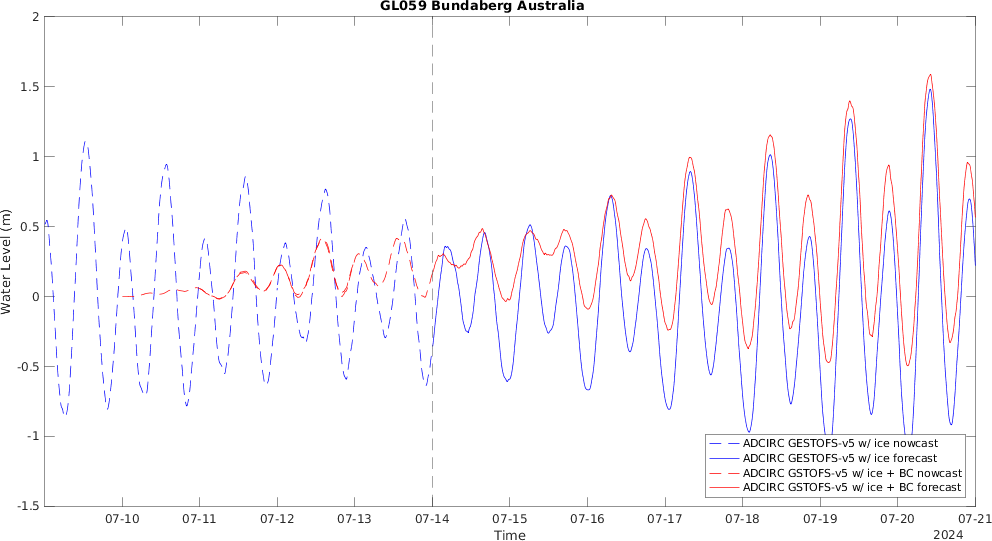 GL059 Bundaberg Australia
2
1.5
1
0.5
0
-0.5
-1
-1.5
Water Level (m)
ADCIRC GESTOFS-v5 w/ ice nowcast
ADCIRC GESTOFS-v5 w/ ice forecast
ADCIRC GSTOFS-v5 w/ ice + BC nowcast
ADCIRC GSTOFS-v5 w/ ice + BC forecast
07-10 07-11 07-12 07-13 07-14 07-15 07-16 07-17 07-18 07-19 07-20 07-21
Time
2024